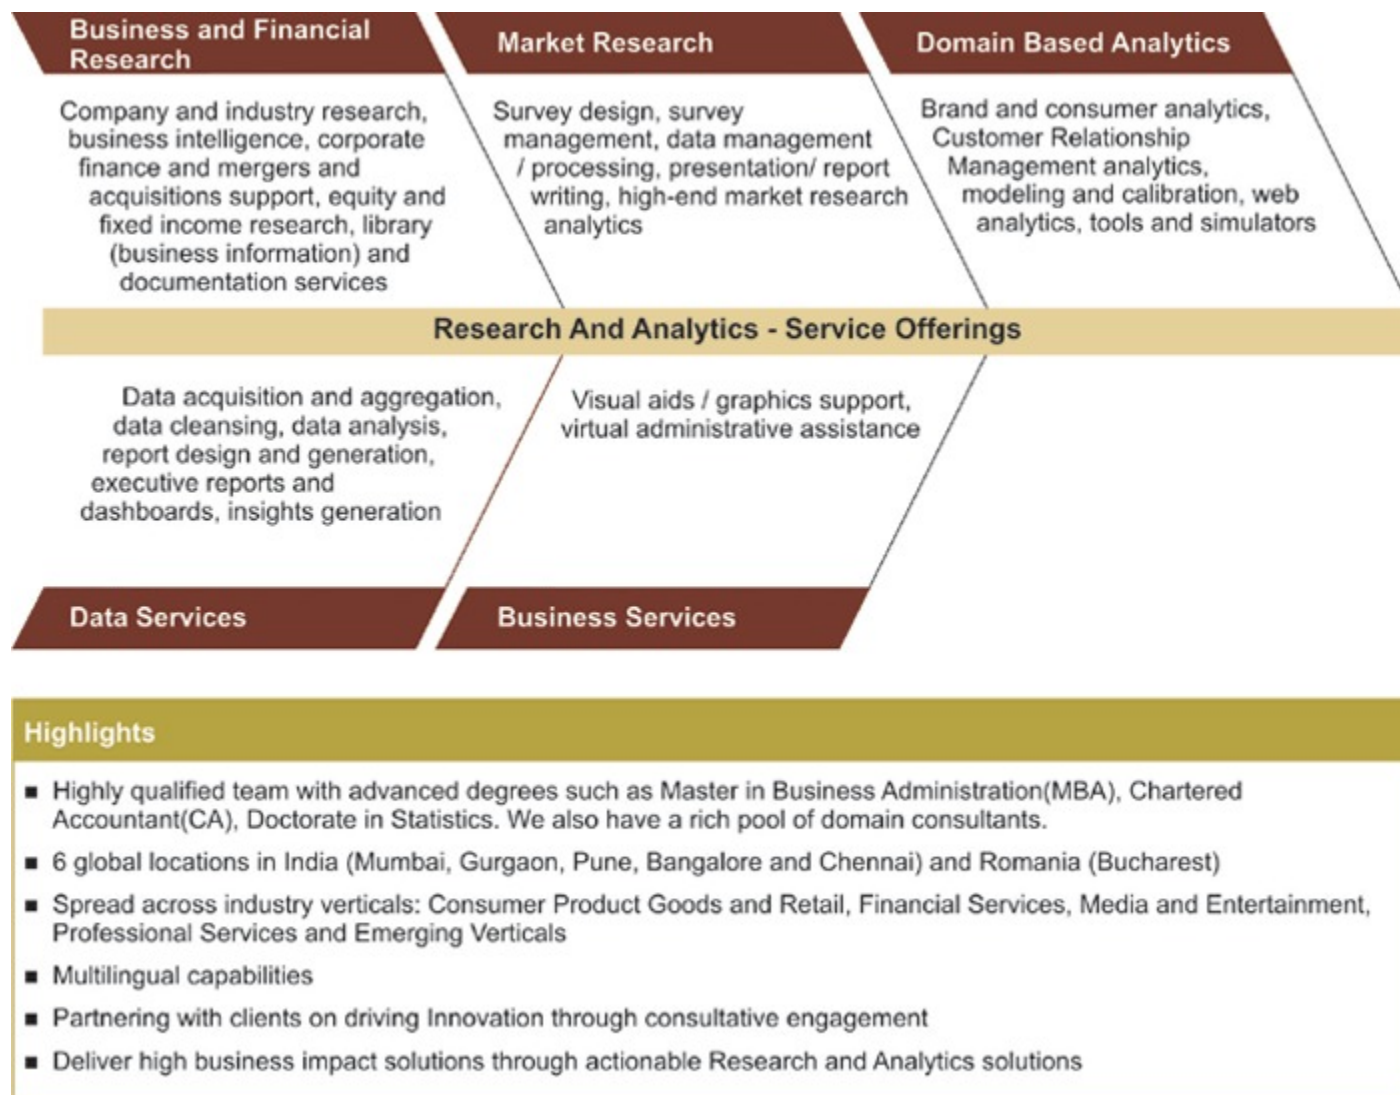 Business and Financial
Research
Company and industry research,
business intelligence, corporate
finance and mergers and
acquisitions support, equity and
fixed income research, library
(business information) and
documentation services
Market Research
Survey design, survey
management, data management
/ processing, presentation/ report
writing, high-end market research
analytics
Domain Based Analytics
Brand and consumer analytics,
Customer Relationship
Management analytics,
modeling and calibration, web
analytics, tools and simulators
Research And Analytics - Service Offerings
Data acquisition and aggregation,
data cleansing, data analysis,
report design and generation,
executive reports and
dashboards, insights generation
Data Services
Visual aids / graphics support,
virtual administrative assistance
Business Services
Highlights
▪ Highly qualified team with advanced degrees such as Master in Business Administration(MBA), Chartered
Accountant(CA), Doctorate in Statistics. We also have a rich pool of domain consultants.
▪ 6 global locations in India (Mumbai, Gurgaon, Pune, Bangalore and Chennai) and Romania (Bucharest)
▪ Spread across industry verticals: Consumer Product Goods and Retail, Financial Services, Media and Entertainment,
Professional Services and Emerging Verticals
▪ Multilingual capabilities
▪ Partnering with clients on driving Innovation through consultative engagement
▪ Deliver high business impact solutions through actionable Research and Analytics solutions